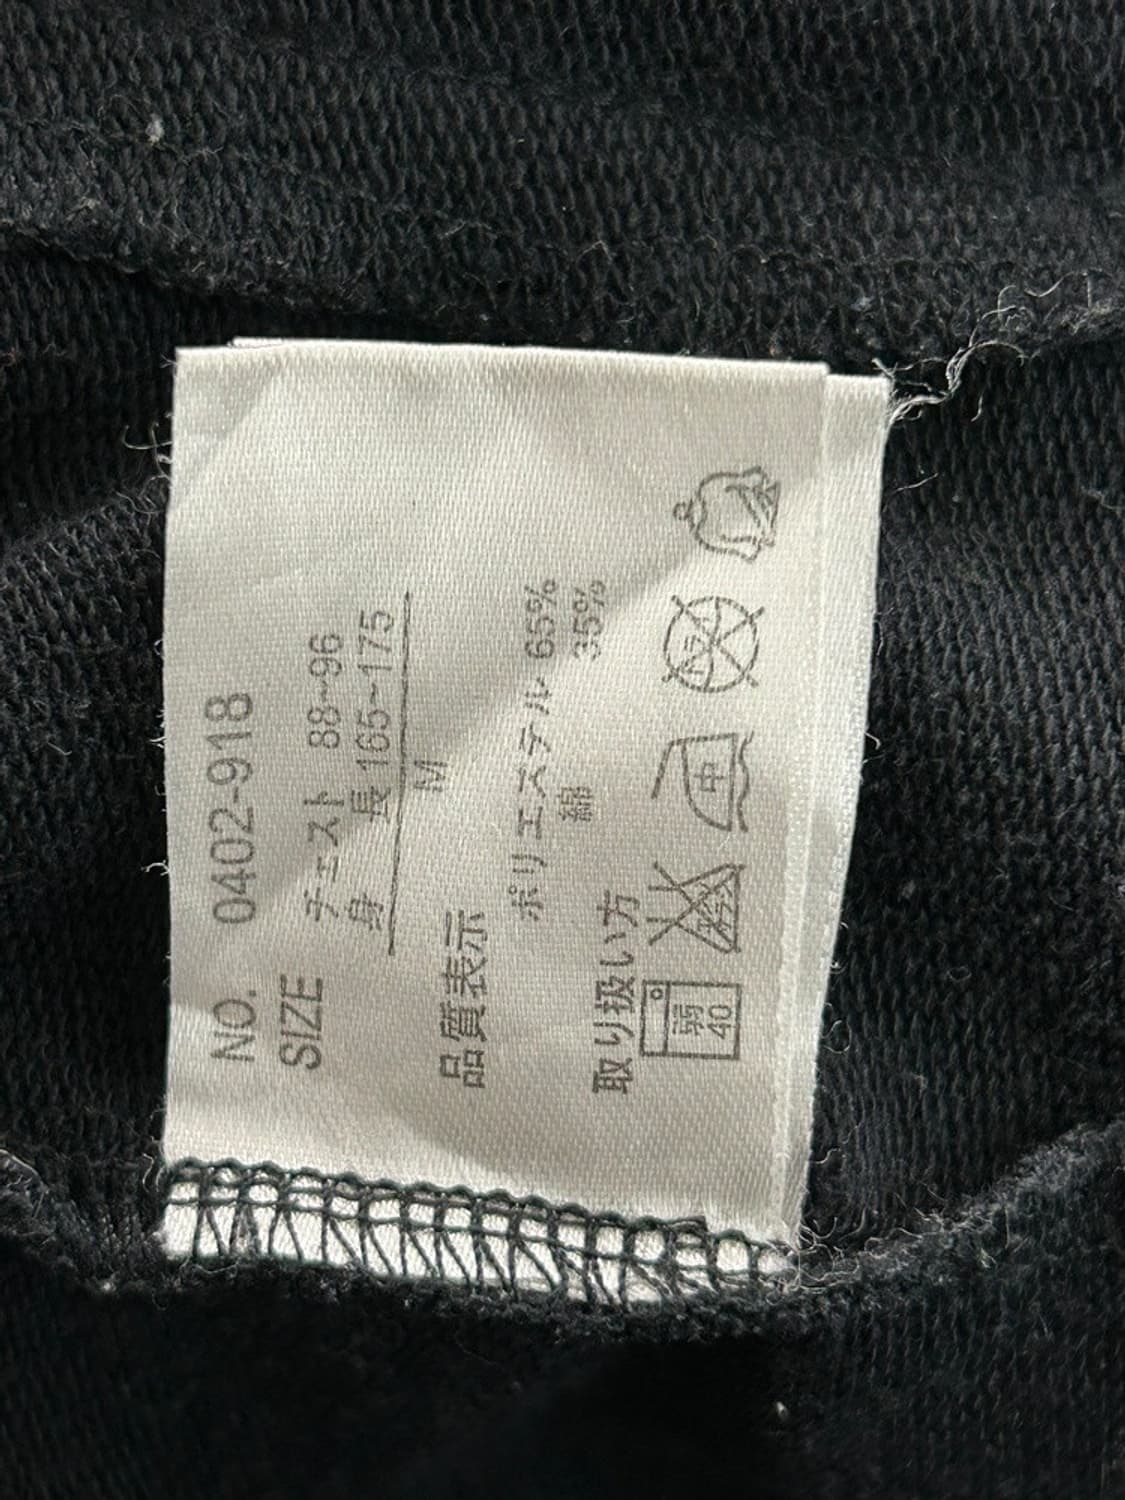 NO. 0402-918
SIZE
チェスト 88~96
身 長 165~175
M
品質表示
ポリエステル 65%
綿 35%
取り扱い方
弱
40
中